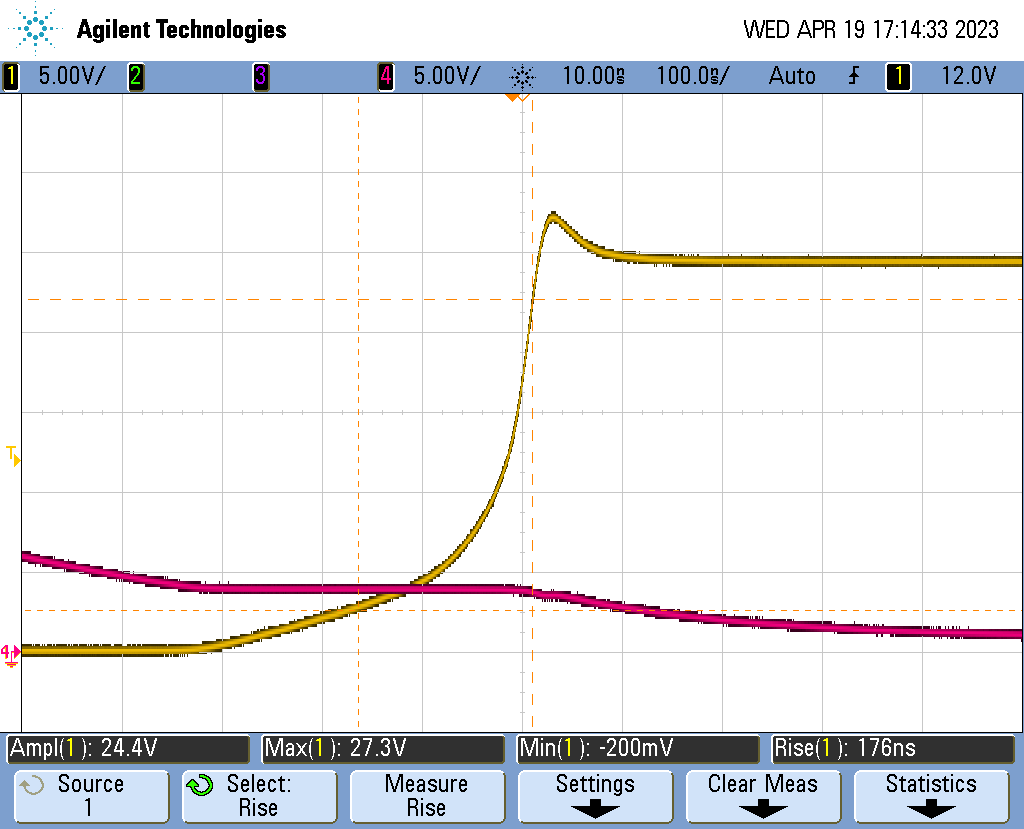 Agilent Technologies WED APR 19 17:14:33 2023
1 5.00V/ 2 3 4 5.00V/ 10.00s 100.0s/ Auto 1 12.0V
T
4
Ampl(1): 24.4V Max(1): 27.3V Min(1): -200mV Rise(1): 176ns
Source Select: Measure Settings Clear Meas Statistics
1 Rise Rise